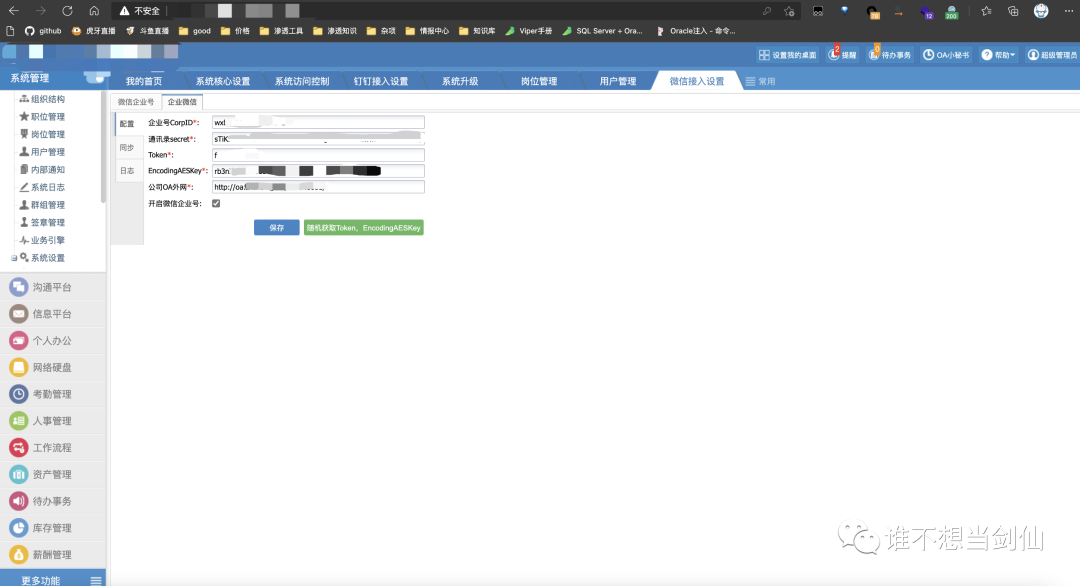 不安全
github 虎牙直播 斗鱼直播 good 价格 渗透工具 渗透知识 杂项 情报中心 知识库 Viper手册 SQL Server + Ora... Oracle注入 - 命令...
设置我的桌面 2 提醒 0 待办事务 OA小秘书 帮助 超级管理员
系统管理 我的首页 系统核心设置 系统访问控制 钉钉接入设置 系统升级 岗位管理 用户管理 微信接入设置 常用
组织结构
职位管理
岗位管理
用户管理
内部通知
系统日志
群组管理
签章管理
业务引擎
系统设置
沟通平台
信息平台
个人办公
网络硬盘
考勤管理
人事管理
工作流程
资产管理
待办事务
库存管理
薪酬管理
更多功能
微信企业号 企业微信
配置
同步
日志
企业号CorpID*: wxl
通讯录secret*: sTiK
Token*: f
EncodingAESKey*: rb3n
公司OA外网*: http://oa.
开启微信企业号:
保存 随机获取Token、EncodingAESKey
谁不想当剑仙